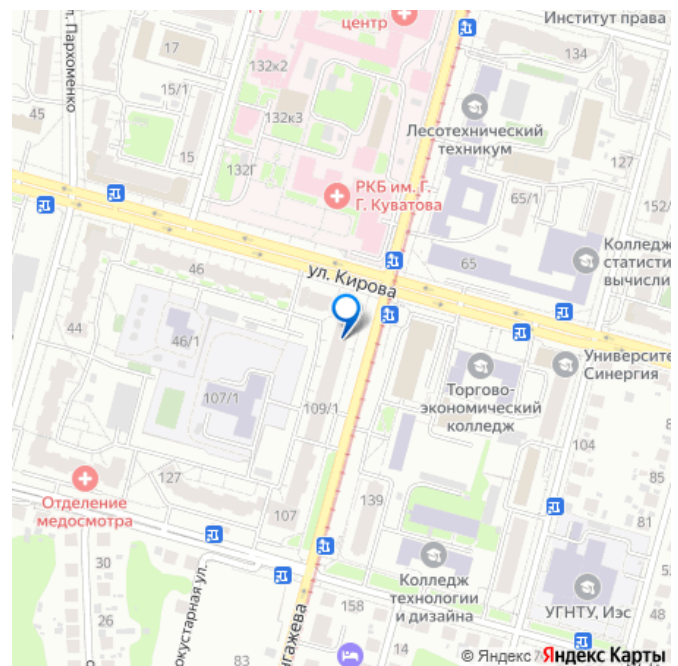 центр
Институт права
17
132к2
134
л. Пархоменко
15/1
45
132к3
Лесотехнический
техникум
127
15
132Г
РКБ им. Г.
Г. Куватова
65/1
152/
Колледж
статисти
вычисли
46
ул. Кирова
65
44
46/1
Университе
Синергия
Торгово-
экономический
колледж
107/1
109/1
104
127
85
Отделение
медосмотра
139
107
81
30
Колледж
технологии
и дизайна
УГНТУ, Иэс
26
48
158
14
окустарная ул.
83
гажева
© Яндекс
Яндекс Карты